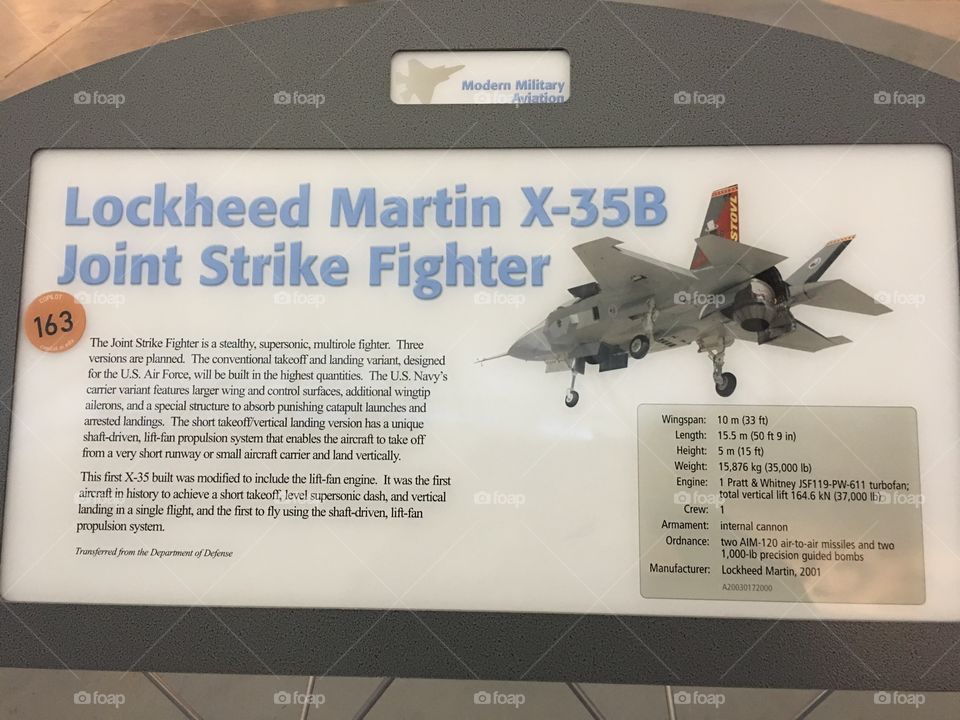 Modern Military
Aviation
Lockheed Martin X-35B
Joint Strike Fighter
STOVL
COPILOT
163
The Joint Strike Fighter is a stealthy, supersonic, multirole fighter. Three
versions are planned. The conventional takeoff and landing variant, designed
for the U.S. Air Force, will be built in the highest quantities. The U.S. Navy's
carrier variant features larger wing and control surfaces, additional wingtip
ailerons, and a special structure to absorb punishing catapult launches and
arrested landings. The short takeoff/vertical landing version has a unique
shaft-driven, lift-fan propulsion system that enables the aircraft to take off
from a very short runway or small aircraft carrier and land vertically.
This first X-35 built was modified to include the lift-fan engine. It was the first
aircraft in history to achieve a short takeoff, level supersonic dash, and vertical
landing in a single flight, and the first to fly using the shaft-driven, lift-fan
propulsion system.
Transferred from the Department of Defense
Wingspan: 10 m (33 ft)
Length: 15.5 m (50 ft 9 in)
Height: 5 m (15 ft)
Weight: 15,876 kg (35,000 lb)
Engine: 1 Pratt & Whitney JSF119-PW-611 turbofan;
total vertical lift 164.6 kN (37,000 lb)
Crew: 1
Armament: internal cannon
Ordnance: two AIM-120 air-to-air missiles and two
1,000-lb precision guided bombs
Manufacturer: Lockheed Martin, 2001
A20030172000
foap